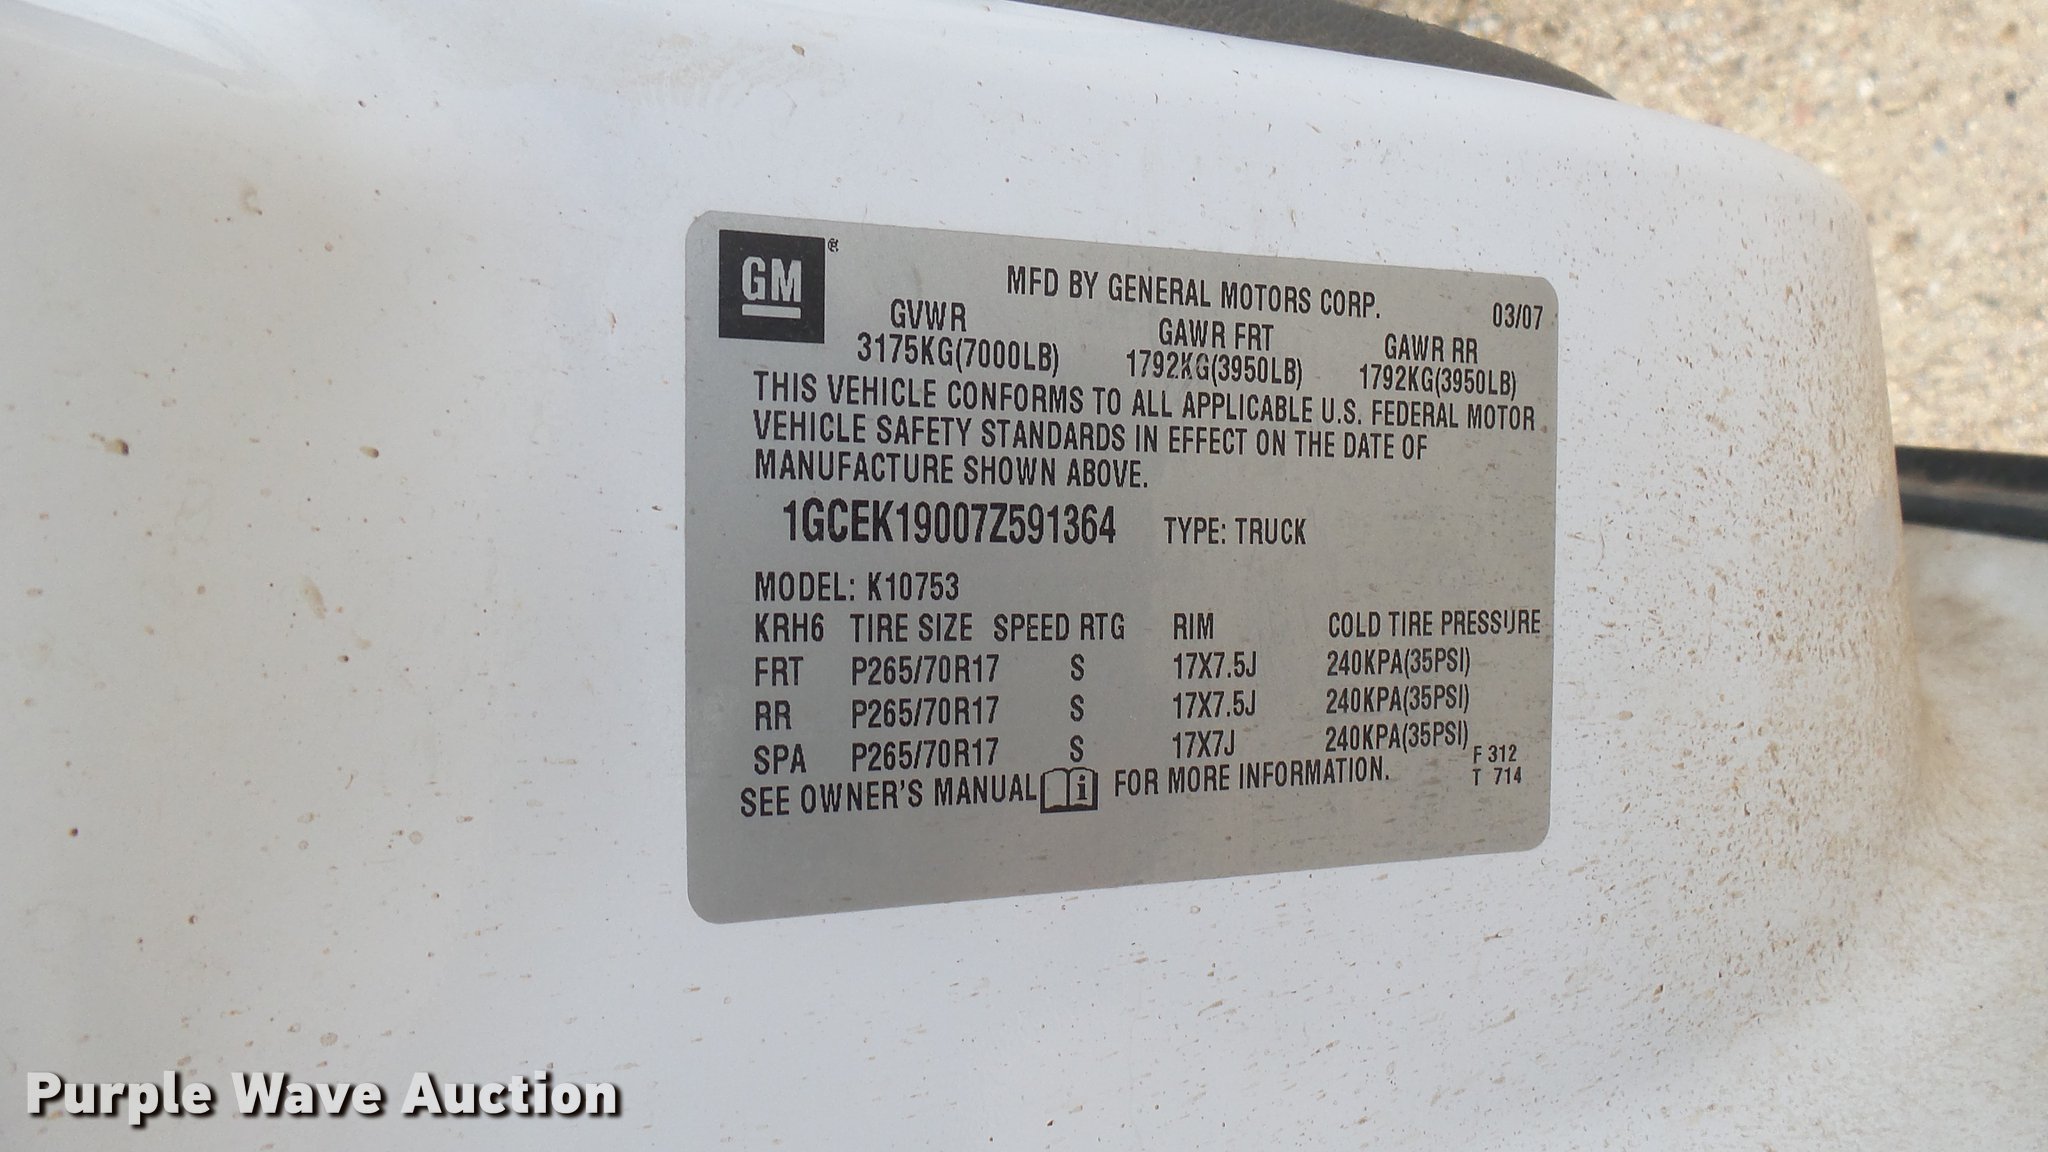 GM ®
MFD BY GENERAL MOTORS CORP. 03/07
GVWR GAWR FRT GAWR RR
3175KG(7000LB) 1792KG(3950LB) 1792KG(3950LB)
THIS VEHICLE CONFORMS TO ALL APPLICABLE U.S. FEDERAL MOTOR
VEHICLE SAFETY STANDARDS IN EFFECT ON THE DATE OF
MANUFACTURE SHOWN ABOVE.
1GCEK19007Z591364 TYPE: TRUCK
MODEL: K10753
KRH6 TIRE SIZE SPEED RTG RIM COLD TIRE PRESSURE
FRT P265/70R17 S 17X7.5J 240KPA(35PSI)
RR P265/70R17 S 17X7.5J 240KPA(35PSI)
SPA P265/70R17 S 17X7J 240KPA(35PSI)
SEE OWNER'S MANUAL i FOR MORE INFORMATION.
F 312
T 714
Purple Wave Auction